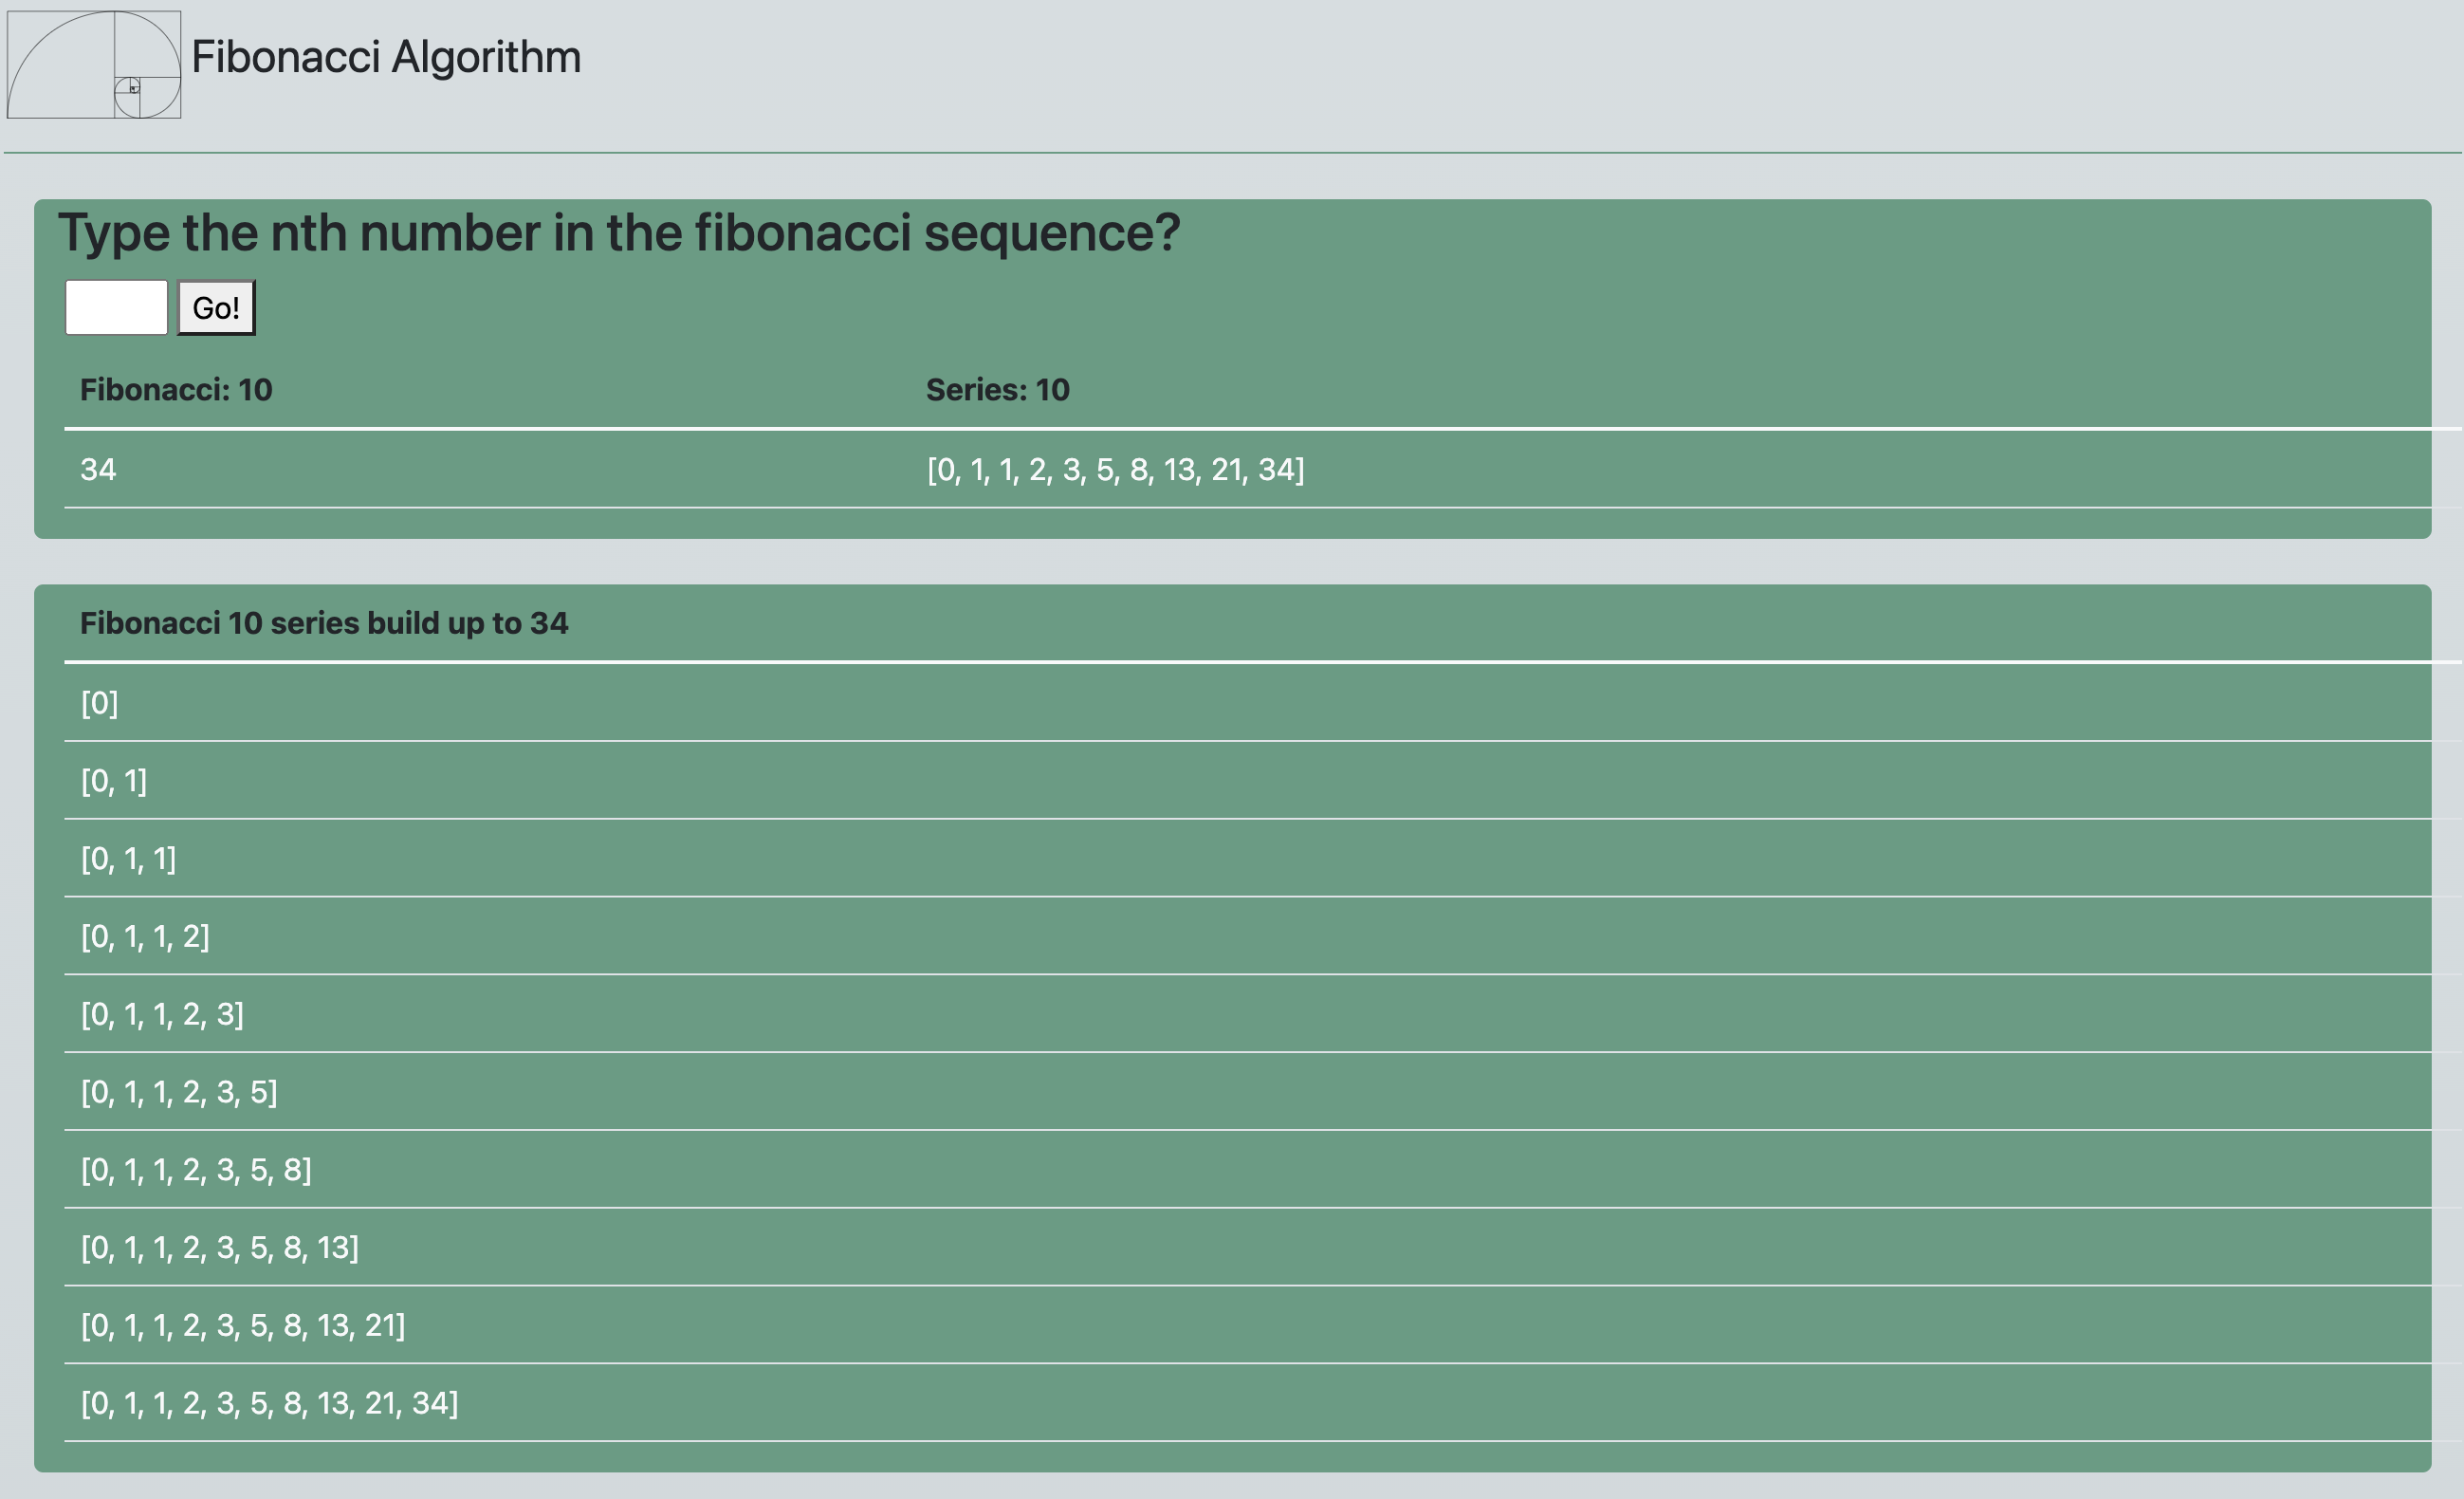 Fibonacci Algorithm
Type the nth number in the fibonacci sequence?
Go!
Fibonacci: 10 Series: 10
34 [0, 1, 1, 2, 3, 5, 8, 13, 21, 34]
Fibonacci 10 series build up to 34
[0]
[0, 1]
[0, 1, 1]
[0, 1, 1, 2]
[0, 1, 1, 2, 3]
[0, 1, 1, 2, 3, 5]
[0, 1, 1, 2, 3, 5, 8]
[0, 1, 1, 2, 3, 5, 8, 13]
[0, 1, 1, 2, 3, 5, 8, 13, 21]
[0, 1, 1, 2, 3, 5, 8, 13, 21, 34]